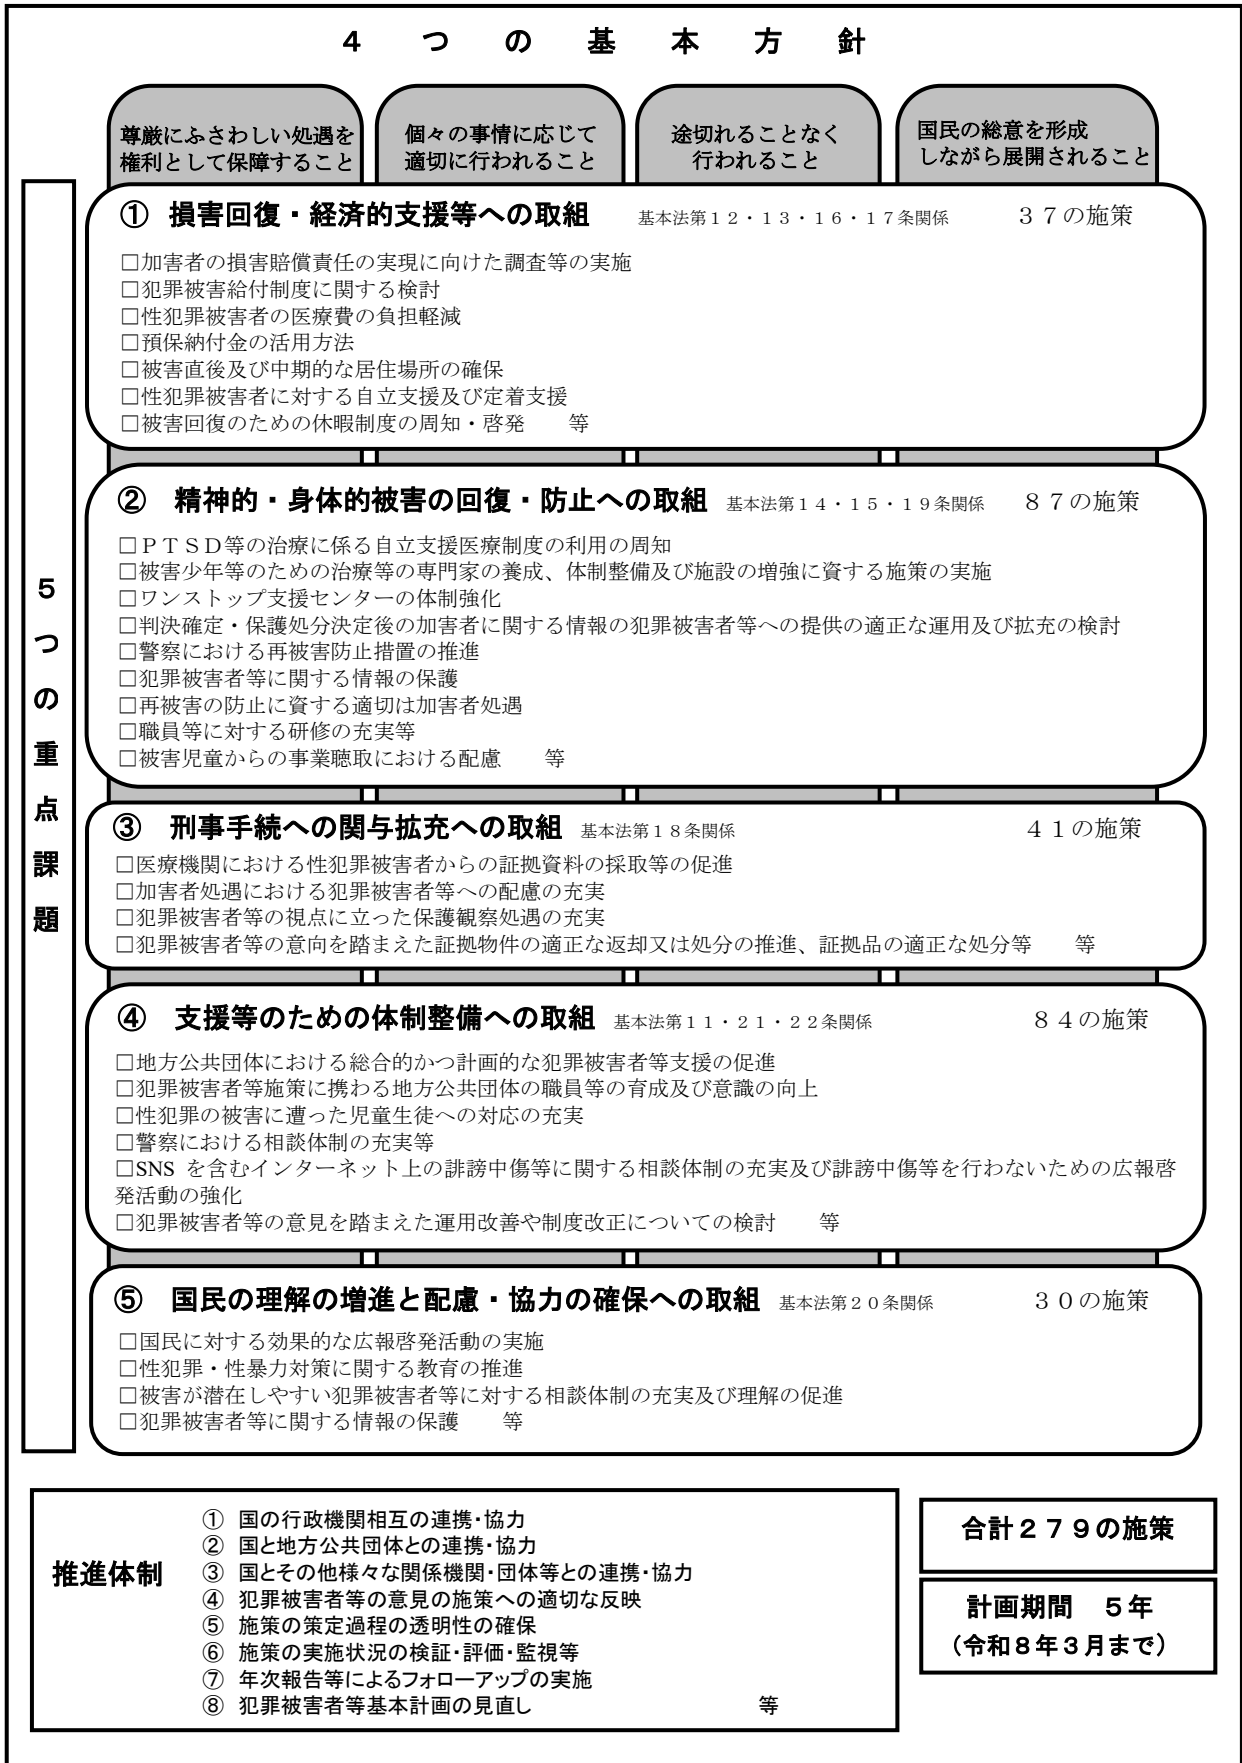 ４つの基本方針
尊厳にふさわしい処遇を
権利として保障すること
個々の事情に応じて
適切に行われること
途切れることなく
行われること
国民の総意を形成
しながら展開されること
５つの重点課題
① 損害回復・経済的支援等への取組 基本法第１２・１３・１６・１７条関係 ３７の施策
□加害者の損害賠償責任の実現に向けた調査等の実施
□犯罪被害給付制度に関する検討
□性犯罪被害者の医療費の負担軽減
□預保納付金の活用方法
□被害直後及び中期的な居住場所の確保
□性犯罪被害者に対する自立支援及び定着支援
□被害回復のための休暇制度の周知・啓発 等
② 精神的・身体的被害の回復・防止への取組 基本法第１４・１５・１９条関係 ８７の施策
□ＰＴＳＤ等の治療に係る自立支援医療制度の利用の周知
□被害少年等のための治療等の専門家の養成、体制整備及び施設の増強に資する施策の実施
□ワンストップ支援センターの体制強化
□判決確定・保護処分決定後の加害者に関する情報の犯罪被害者等への提供の適正な運用及び拡充の検討
□警察における再被害防止措置の推進
□犯罪被害者等に関する情報の保護
□再被害の防止に資する適切は加害者処遇
□職員等に対する研修の充実等
□被害児童からの事業聴取における配慮 等
③ 刑事手続への関与拡充への取組 基本法第１８条関係 ４１の施策
□医療機関における性犯罪被害者からの証拠資料の採取等の促進
□加害者処遇における犯罪被害者等への配慮の充実
□犯罪被害者等の視点に立った保護観察処遇の充実
□犯罪被害者等の意向を踏まえた証拠物件の適正な返却又は処分の推進、証拠品の適正な処分等 等
④ 支援等のための体制整備への取組 基本法第１１・２１・２２条関係 ８４の施策
□地方公共団体における総合的かつ計画的な犯罪被害者等支援の促進
□犯罪被害者等施策に携わる地方公共団体の職員等の育成及び意識の向上
□性犯罪の被害に遭った児童生徒への対応の充実
□警察における相談体制の充実等
□SNS を含むインターネット上の誹謗中傷等に関する相談体制の充実及び誹謗中傷等を行わないための広報啓
発活動の強化
□犯罪被害者等の意見を踏まえた運用改善や制度改正についての検討 等
⑤ 国民の理解の増進と配慮・協力の確保への取組 基本法第２０条関係 ３０の施策
□国民に対する効果的な広報啓発活動の実施
□性犯罪・性暴力対策に関する教育の推進
□被害が潜在しやすい犯罪被害者等に対する相談体制の充実及び理解の促進
□犯罪被害者等に関する情報の保護 等
推進体制
① 国の行政機関相互の連携・協力
② 国と地方公共団体との連携・協力
③ 国とその他様々な関係機関・団体等との連携・協力
④ 犯罪被害者等の意見の施策への適切な反映
⑤ 施策の策定過程の透明性の確保
⑥ 施策の実施状況の検証・評価・監視等
⑦ 年次報告等によるフォローアップの実施
⑧ 犯罪被害者等基本計画の見直し 等
合計２７９の施策
計画期間 ５年
（令和８年３月まで）